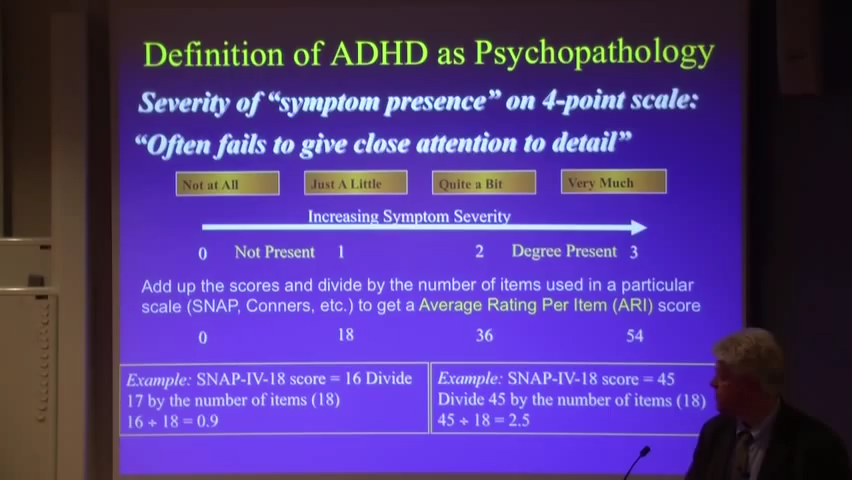 Definition of ADHD as Psychopathology
Severity of “symptom presence” on 4-point scale:
“Often fails to give close attention to detail”
Not at All Just A Little Quite a Bit Very Much
Increasing Symptom Severity
0 Not Present 1 2 Degree Present 3
Add up the scores and divide by the number of items used in a particular
scale (SNAP, Conners, etc.) to get a Average Rating Per Item (ARI) score
0 18 36 54
Example: SNAP-IV-18 score = 16 Divide
17 by the number of items (18)
16 ÷ 18 = 0.9
Example: SNAP-IV-18 score = 45
Divide 45 by the number of items (18)
45 ÷ 18 = 2.5